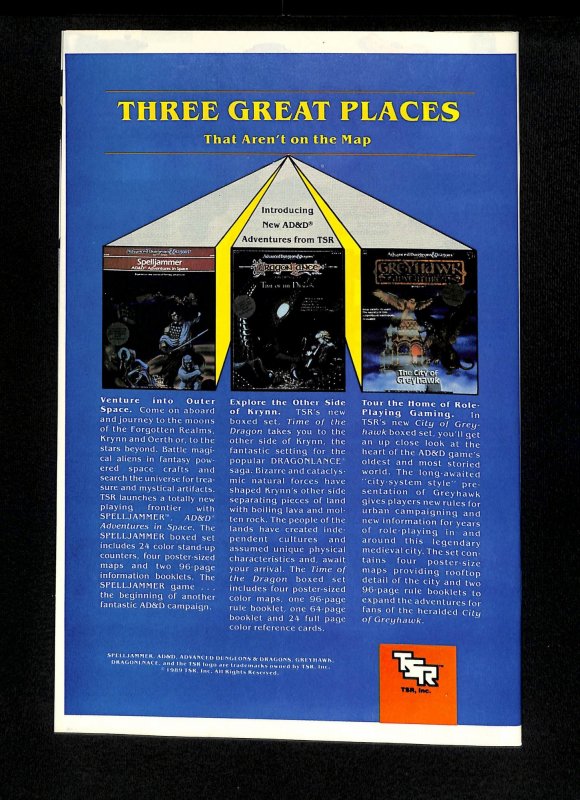 THREE GREAT PLACES
That Aren't on the Map
Introducing
New AD&D®
Adventures from TSR
Advanced Dungeons & Dragons
Spelljammer
AD&D Adventures in Space
Advanced Dungeons & Dragons
DRAGONLANCE
TIME OF THE DRAGON
Advanced Dungeons & Dragons
GREYHAWK
ADVENTURES
The City of
Greyhawk
Venture into Outer
Space. Come on aboard
and journey to the moons
of the Forgotten Realms,
Krynn and Oerth or, to the
stars beyond. Battle magi-
cal aliens in fantasy pow-
ered space crafts and
search the universe for trea-
sure and mystical artifacts.
TSR launches a totally new
playing frontier with
SPELLJAMMER™, AD&D®
Adventures in Space. The
SPELLJAMMER boxed set
includes 24 color stand-up
counters, four poster-sized
maps and two 96-page
information booklets. The
SPELLJAMMER game . . .
the beginning of another
fantastic AD&D campaign.
Explore the Other Side
of Krynn. TSR's new
boxed set, Time of the
Dragon takes you to the
other side of Krynn, the
fantastic setting for the
popular DRAGONLANCE®
saga. Bizarre and cataclys-
mic natural forces have
shaped Krynn's other side
separating pieces of land
with boiling lava and mol-
ten rock. The people of the
lands have created inde-
pendent cultures and
assumed unique physical
characteristics and, await
your arrival. The Time of
the Dragon boxed set
includes four poster-sized
color maps, one 96-page
rule booklet, one 64-page
booklet and 24 full page
color reference cards.
Tour the Home of Role-
Playing Gaming. In
TSR's new City of Grey-
hawk boxed set, you'll get
an up close look at the
heart of the AD&D game's
oldest and most storied
world. The long-awaited
"city-system style" pre-
sentation of Greyhawk
gives players new rules for
urban campaigning and
new information for years
of role-playing in and
around this legendary
medieval city. The set con-
tains four poster-size
maps providing rooftop
detail of the city and two
96-page rule booklets to
expand the adventures for
fans of the heralded City
of Greyhawk.
SPELLJAMMER, AD&D, ADVANCED DUNGEONS & DRAGONS, GREYHAWK,
DRAGONLNACE, and the TSR logo are trademarks owned by TSR, Inc.
©1989 TSR, Inc. All Rights Reserved.
TSR
TSR, Inc.